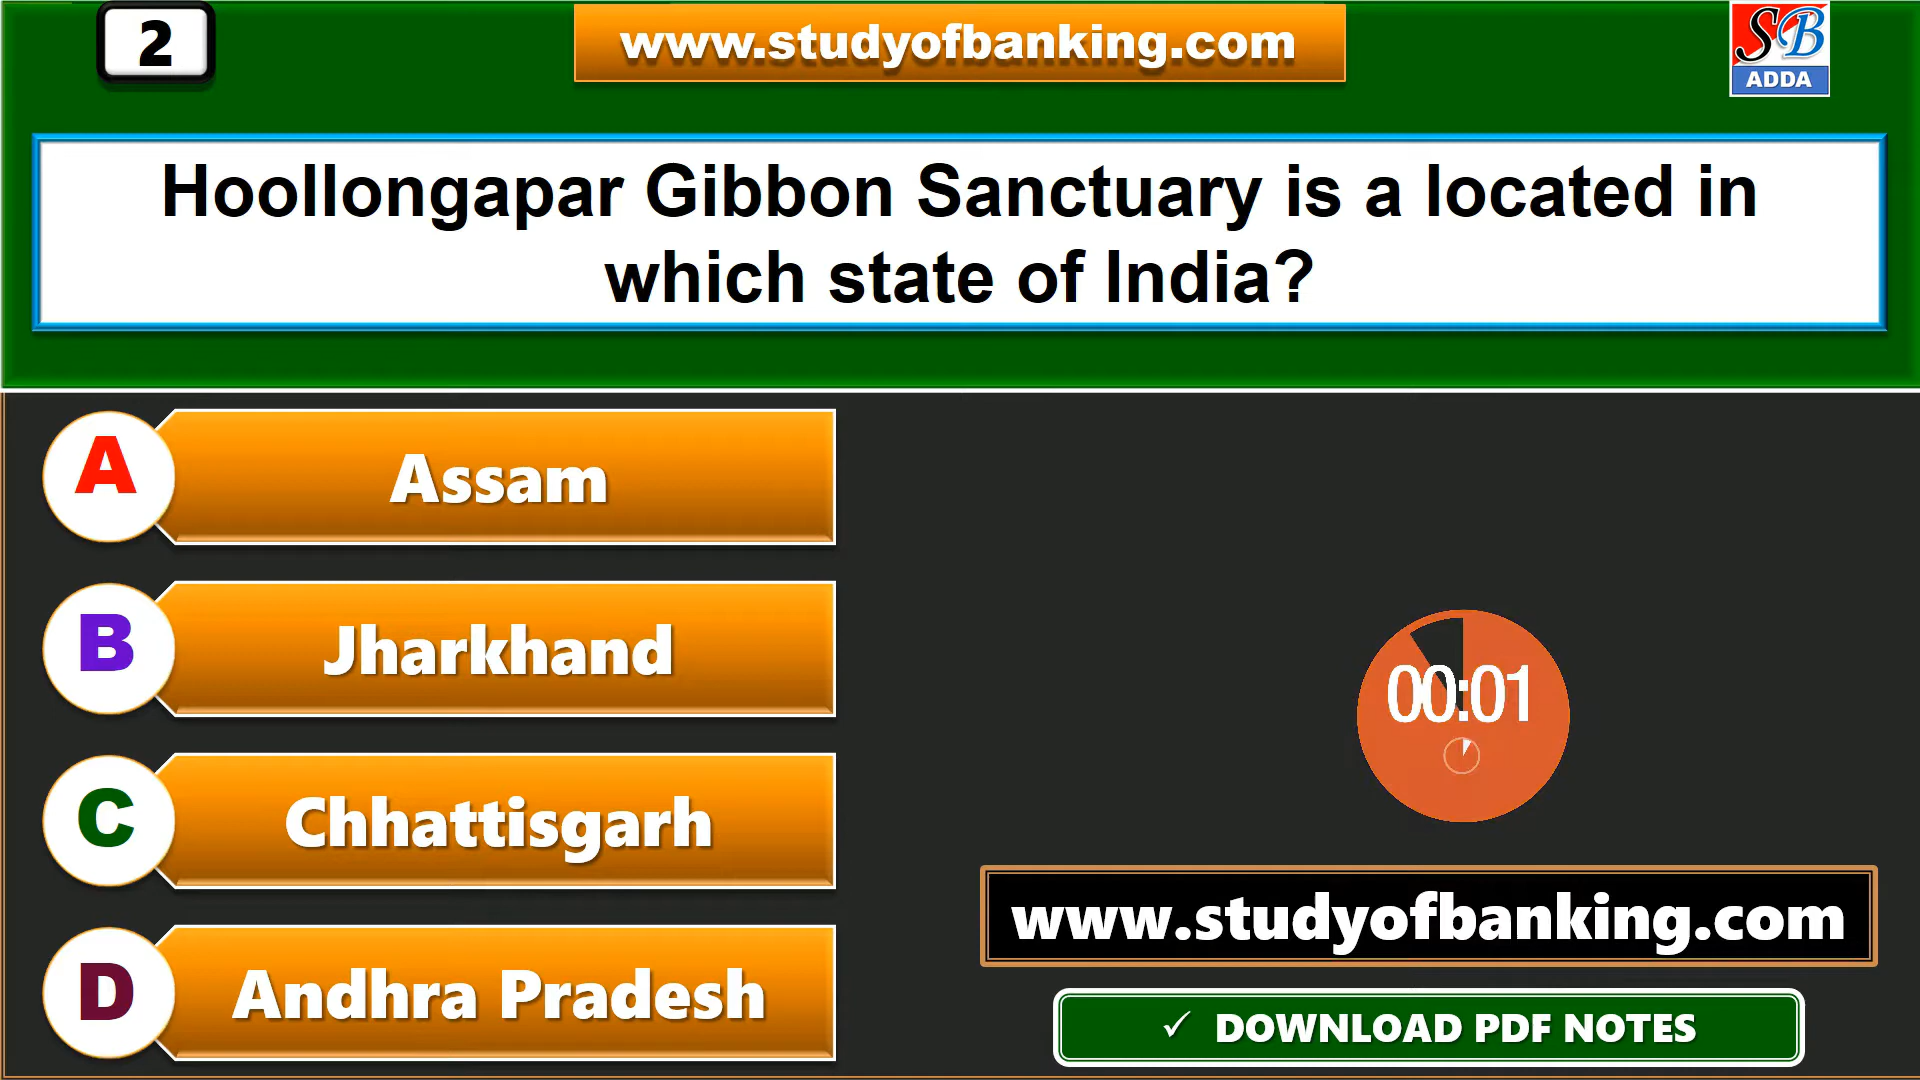 2
www.studyofbanking.com
SB
ADDA
Hoollongapar Gibbon Sanctuary is a located in
which state of India?
A
Assam
B
Jharkhand
C
Chhattisgarh
D
Andhra Pradesh
00:01
www.studyofbanking.com
✓ DOWNLOAD PDF NOTES